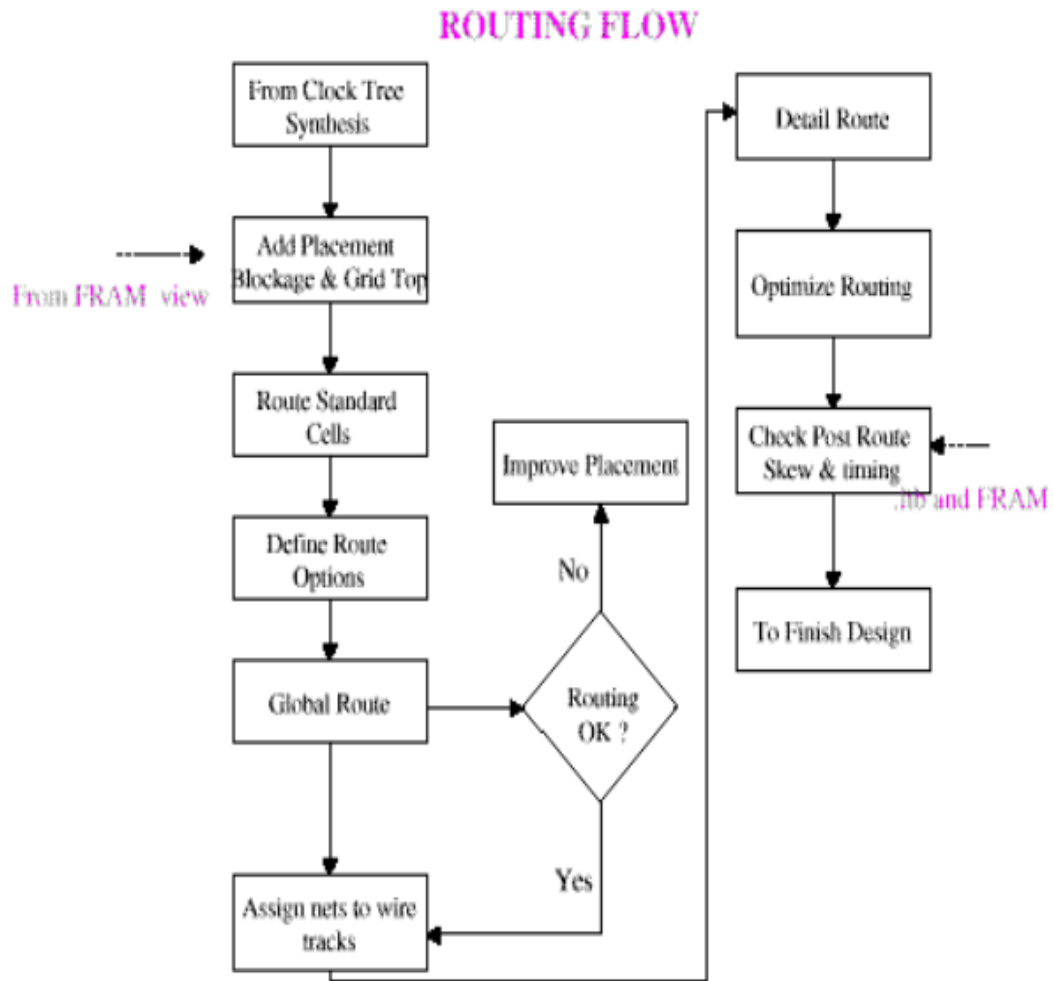 ROUTING FLOW
From Clock Tree
Synthesis
Add Placement
Blockage & Grid Top
From FRAM view
Route Standard
Cells
Define Route
Options
Global Route
Assign nets to wire
tracks
Routing
OK ?
No
Yes
Improve Placement
Detail Route
Optimize Routing
Check Post Route
Skew & timing
and FRAM
To Finish Design